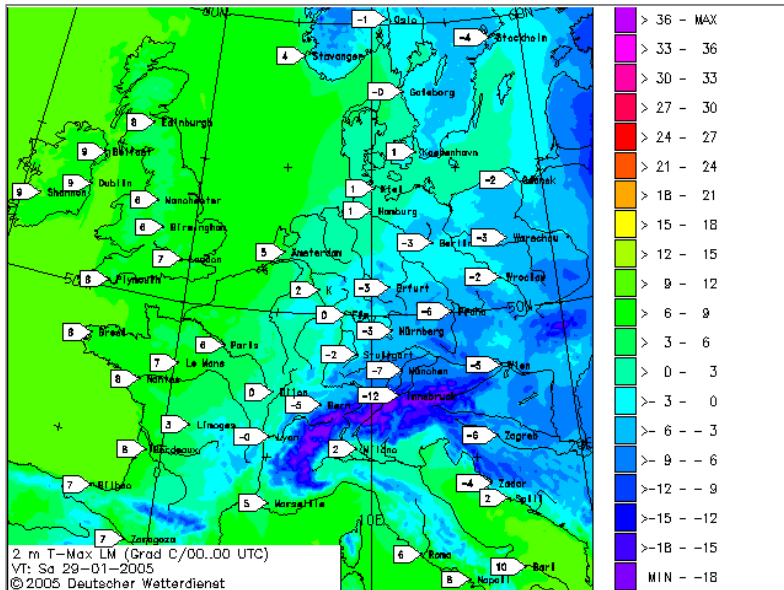 -1 Oslo
60N
-4 Stockholm
4 Stavanger
-0 Goteborg
8 Edinburgh
9 Belfast
1 Koepenhavn
9 Dublin
9 Shannon
-2 Gdansk
1 Kiel
6 Manchester
1 Hamburg
6 Birmingham
-3 Berlin
-3 Warschau
5 Amsterdam
7 London
8 Plymouth
-2 Wroclaw
2 K
-3 Erfurt
50N
-6 Praha
0
-3 Nürnberg
8 Brest
6 Paris
-2 Stuttgart
7 Le Mans
-5 Wien
-7 München
8 Nantes
0 Dijon
-12 Innsbruck
-5 Bern
3 Limoges
-0 Lyon
-6 Zagreb
8 Bordeaux
2 Milano
0
7 Bilbao
-4 Zadar
2 Split
5 Marseille
10E
7 Zaragoza
6 Roma
10 Bari
8 Napoli
2 m T-Max LM (Grad C/00..00 UTC)
VT: Sa 29-01-2005
© 2005 Deutscher Wetterdienst
> 36 - MAX
> 33 - 36
> 30 - 33
> 27 - 30
> 24 - 27
> 21 - 24
> 18 - 21
> 15 - 18
> 12 - 15
> 9 - 12
> 6 - 9
> 3 - 6
> 0 - 3
>- 3 - 0
>- 6 - - 3
>- 9 - - 6
>-12 - - 9
>-15 - -12
>-18 - -15
MIN - -18